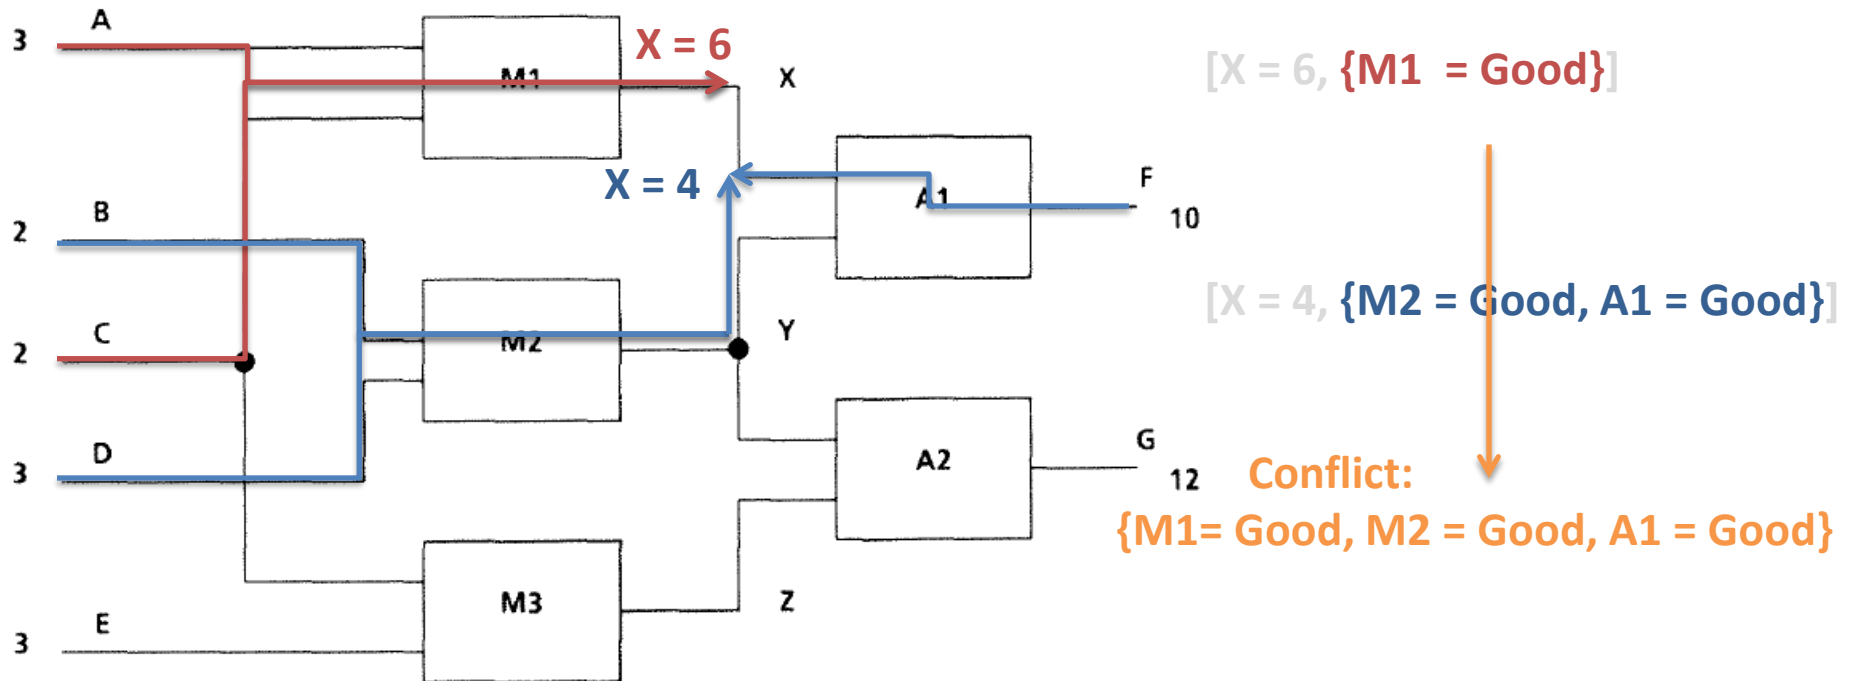 A
3
M1
X = 6
X
[X = 6, {M1 = Good}]
X = 4
A1
F
10
B
2
[X = 4, {M2 = Good, A1 = Good}]
C
2
M2
Y
D
3
A2
G
12
Conflict:
{M1= Good, M2 = Good, A1 = Good}
M3
Z
E
3